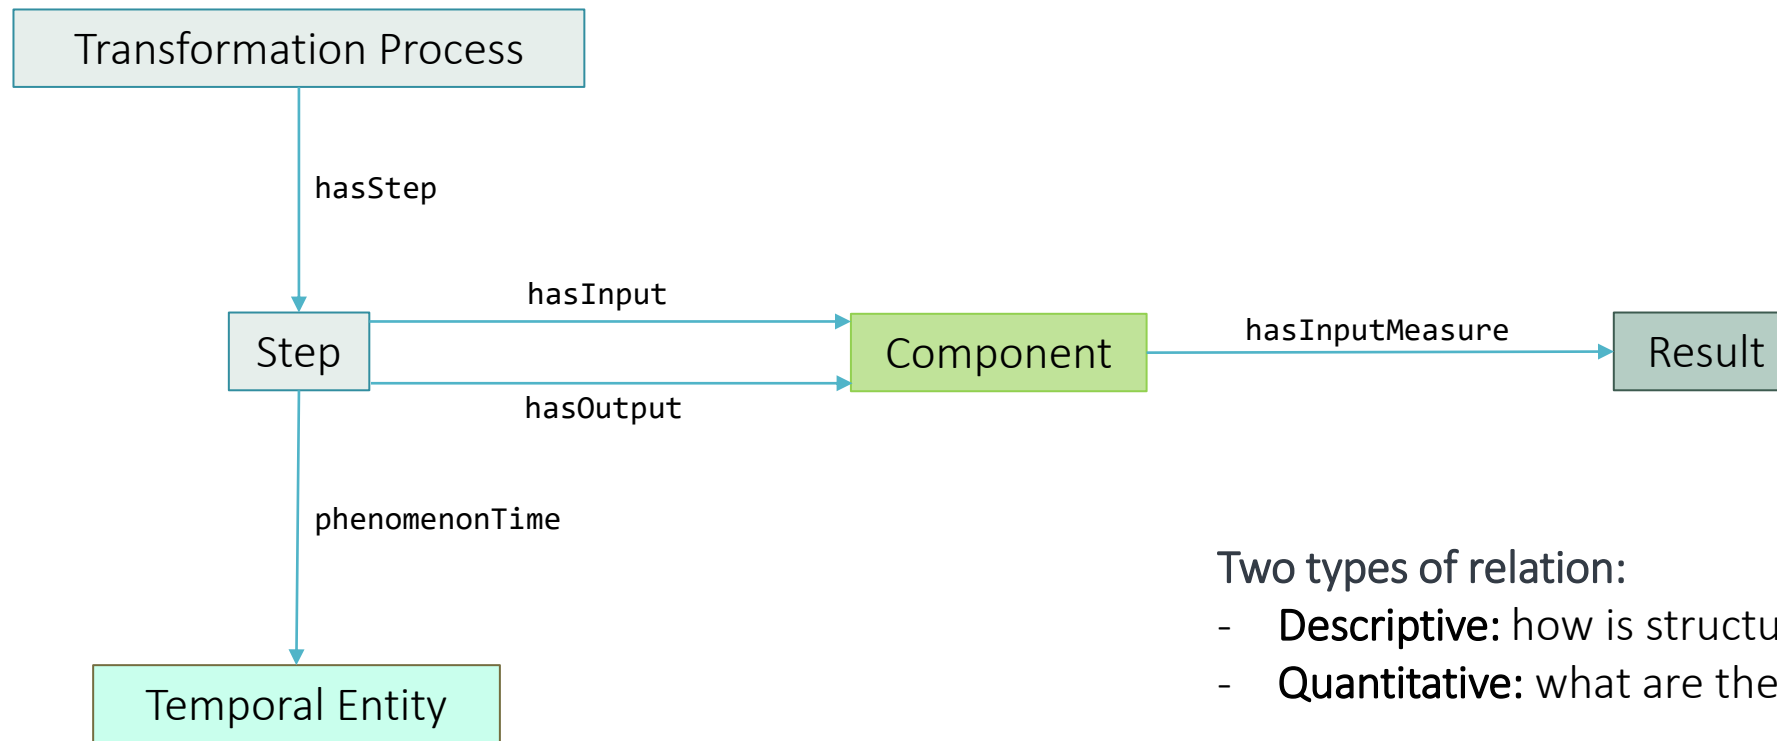 Transformation Process
hasStep
hasInput
Step
Component
hasInputMeasure
Result
hasOutput
phenomenonTime
Two types of relation:
- Descriptive: how is
- Quantitative: what are the
Temporal Entity